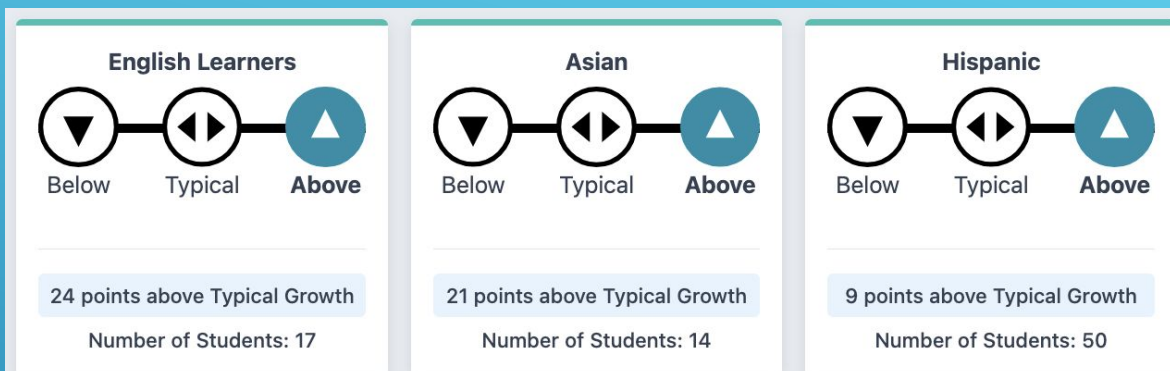 English Learners
Below Typical Above
24 points above Typical Growth
Number of Students: 17
Asian
Below Typical Above
21 points above Typical Growth
Number of Students: 14
Hispanic
Below Typical Above
9 points above Typical Growth
Number of Students: 50